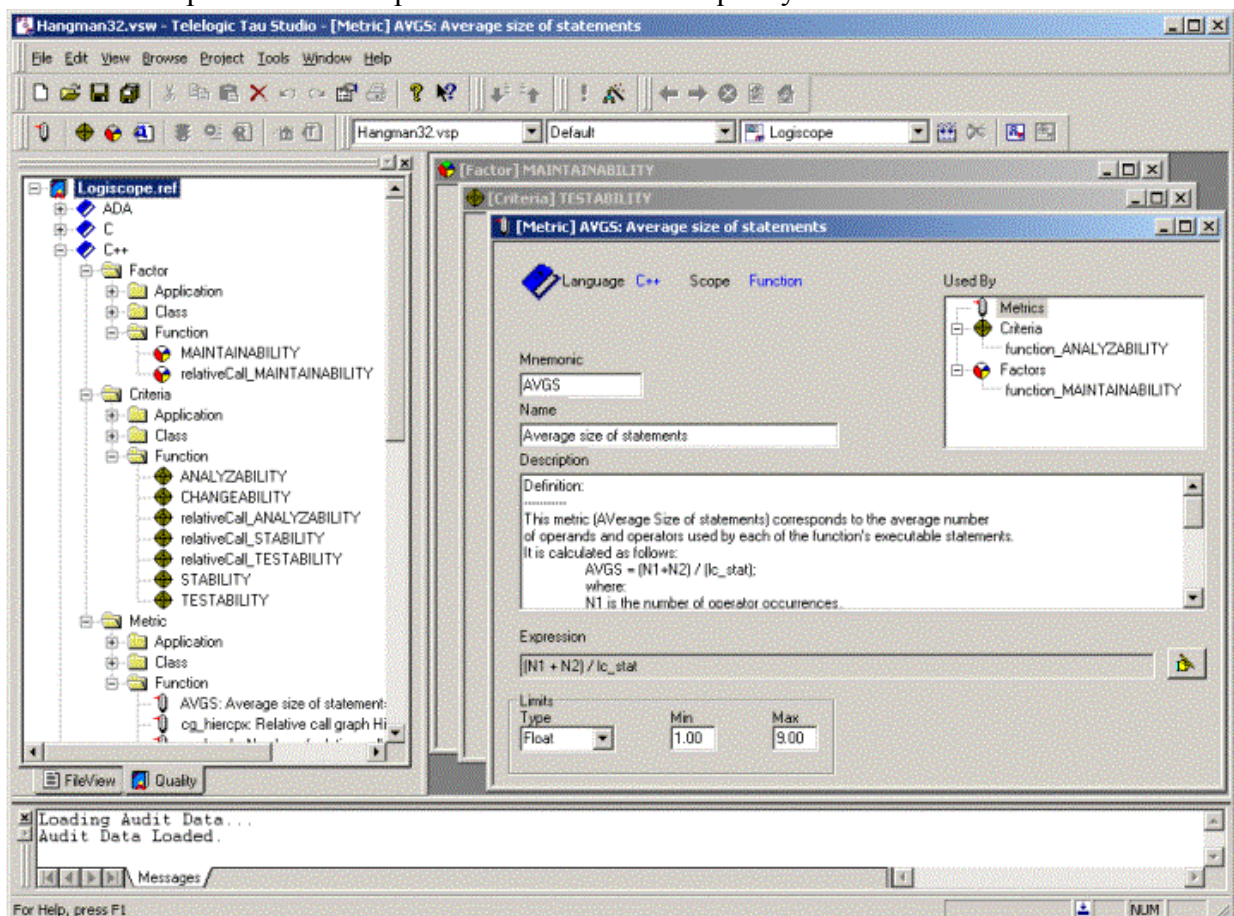 Hangman32.vsw - Telelogic Tau Studio - [Metric] AVGS: Average size of statements
File Edit View Browse Project Tools Window Help
Hangman32.vsp Default Logiscope
Logiscope.ref
ADA
C
C++
Factor
Application
Class
Function
MAINTAINABILITY
relativeCall_MAINTAINABILITY
Criteria
Application
Class
Function
ANALYZABILITY
CHANGEABILITY
relativeCall_ANALYZABILITY
relativeCall_STABILITY
relativeCall_TESTABILITY
STABILITY
TESTABILITY
Metric
Application
Class
Function
AVGS: Average size of statement:
cg_hiercpx: Relative call graph Hi
FileView Quality
[Factor] MAINTAINABILITY
[Criteria] TESTABILITY
[Metric] AVGS: Average size of statements
Language C++ Scope Function
Used By
Metrics
Criteria
function_ANALYZABILITY
Factors
function_MAINTAINABILITY
Mnemonic
AVGS
Name
Average size of statements
Description
Definition:
------------
This metric (AVerage Size of statements) corresponds to the average number
of operands and operators used by each of the function's executable statements.
It is calculated as follows:
AVGS = (N1+N2) / (lc_stat);
where:
N1 is the number of operator occurrences.
Expression
(N1 + N2) / lc_stat
Limits
Type Min Max
Float 1.00 9.00
Loading Audit Data...
Audit Data Loaded.
Messages
For Help, press F1
NUM